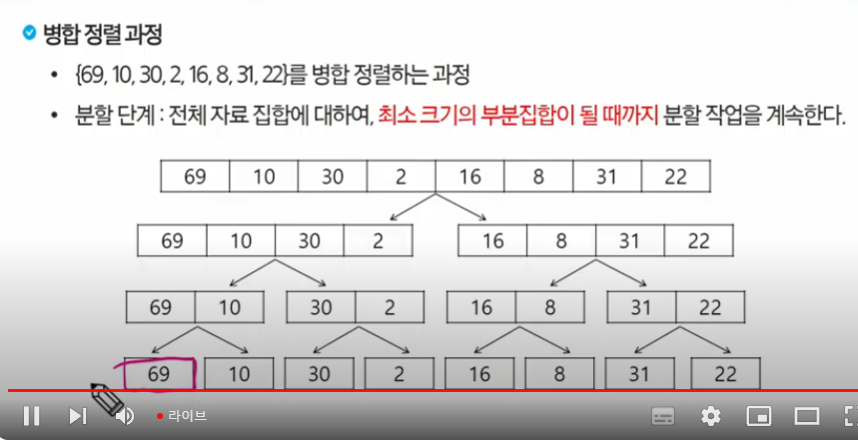 병합 정렬 과정
• {69, 10, 30, 2, 16, 8, 31, 22}를 병합 정렬하는 과정
• 분할 단계 : 전체 자료 집합에 대하여, 최소 크기의 부분집합이 될 때까지 분할 작업을 계속한다.
69 10 30 2 16 8 31 22
69 10 30 2 16 8 31 22
69 10 30 2 16 8 31 22
69 10 30 2 16 8 31 22
라이브